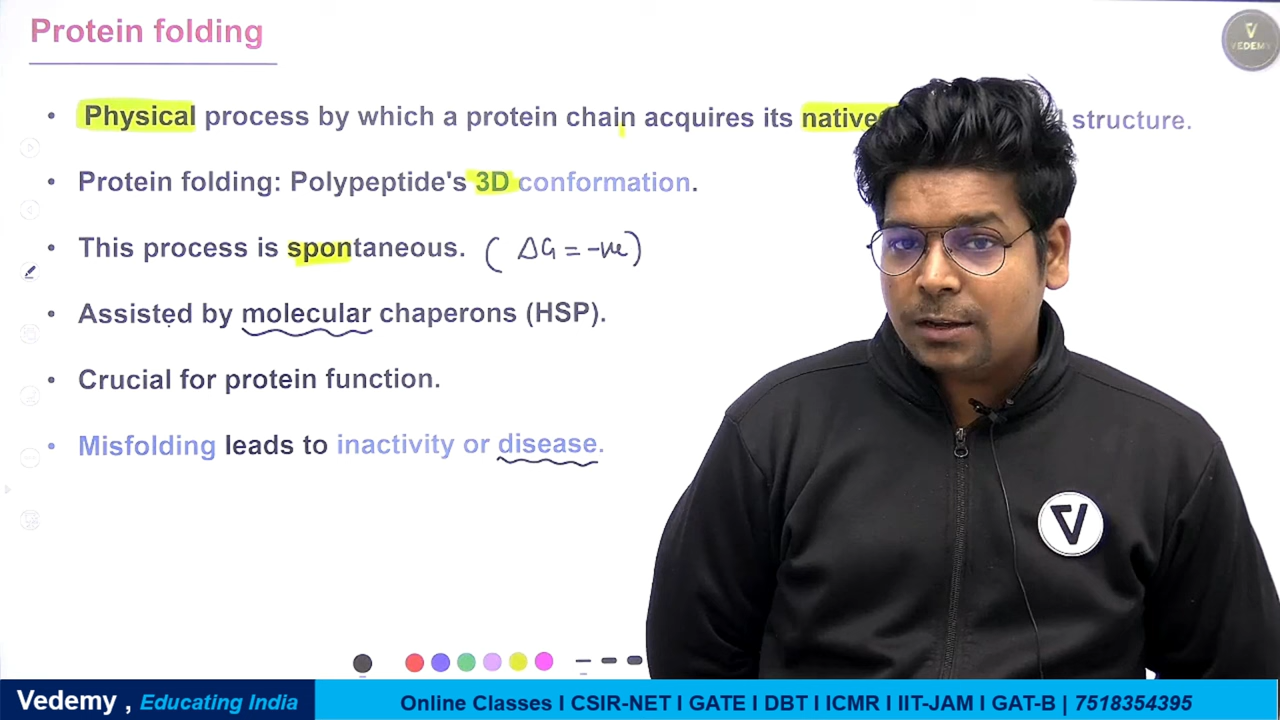 Protein folding
VEDEMY
• Physical process by which a protein chain acquires its native structure.
• Protein folding: Polypeptide's 3D conformation.
• This process is spontaneous. ( ΔG = -ve )
• Assisted by molecular chaperons (HSP).
• Crucial for protein function.
• Misfolding leads to inactivity or disease.
Vedemy , Educating India
Online Classes I CSIR-NET I GATE I DBT I ICMR I IIT-JAM I GAT-B | 7518354395